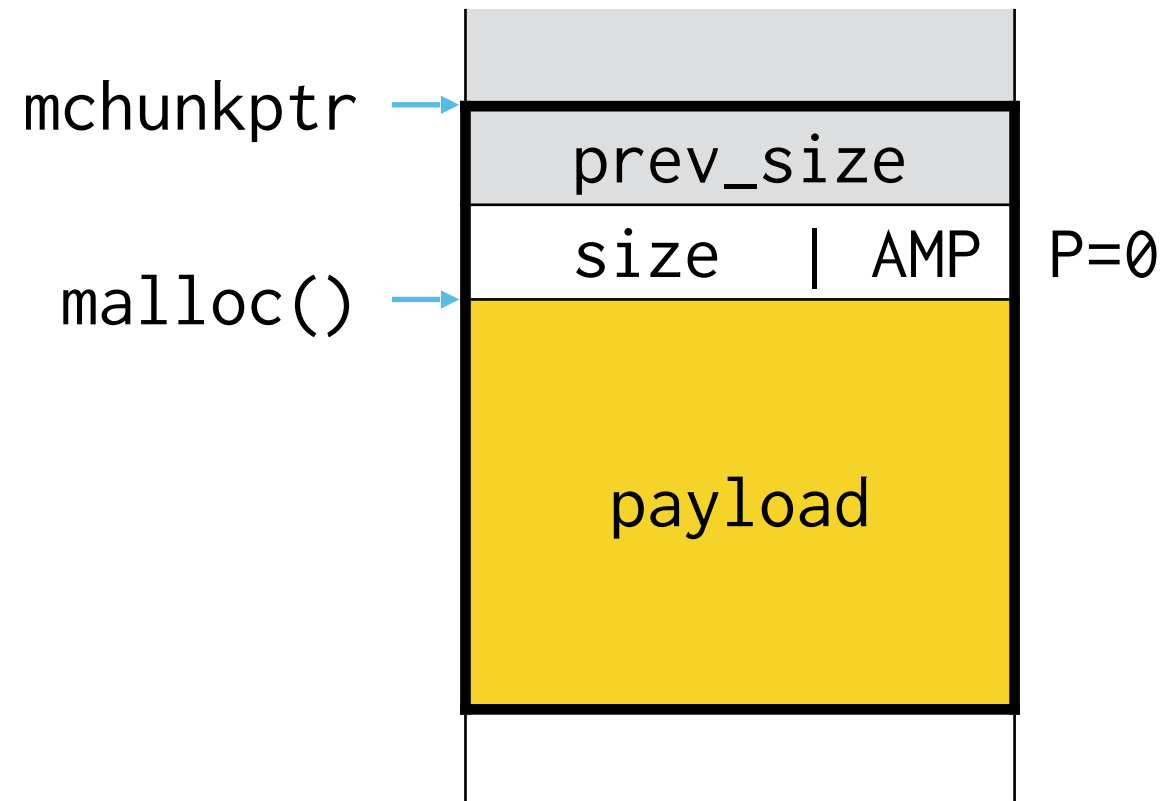 mchunkptr
prev_size
size | AMP P=0
malloc()
payload